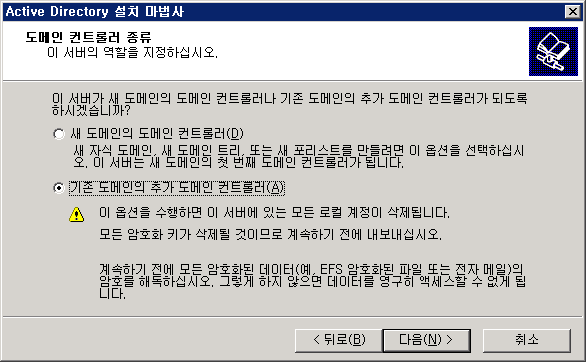 Active Directory 설치 마법사
도메인 컨트롤러 종류
이 서버의 역할을 지정하십시오.
이 서버가 새 도메인의 도메인 컨트롤러나 기존 도메인의 추가 도메인 컨트롤러가 되도록
하시겠습니까?
새 도메인의 도메인 컨트롤러(D)
새 자식 도메인, 새 도메인 트리, 또는 새 포리스트를 만들려면 이 옵션을 선택하십시
오. 이 서버는 새 도메인의 첫 번째 도메인 컨트롤러가 됩니다.
기존 도메인의 추가 도메인 컨트롤러(A)
이 옵션을 수행하면 이 서버에 있는 모든 로컬 계정이 삭제됩니다.
모든 암호화 키가 삭제될 것이므로 계속하기 전에 내보내십시오.
계속하기 전에 모든 암호화된 데이터(예, EFS 암호화된 파일 또는 전자 메일)의
암호를 해독하십시오. 그렇게 하지 않으면 데이터를 영구히 액세스할 수 없게 됩
니다.
< 뒤로(B)
다음(N) >
취소